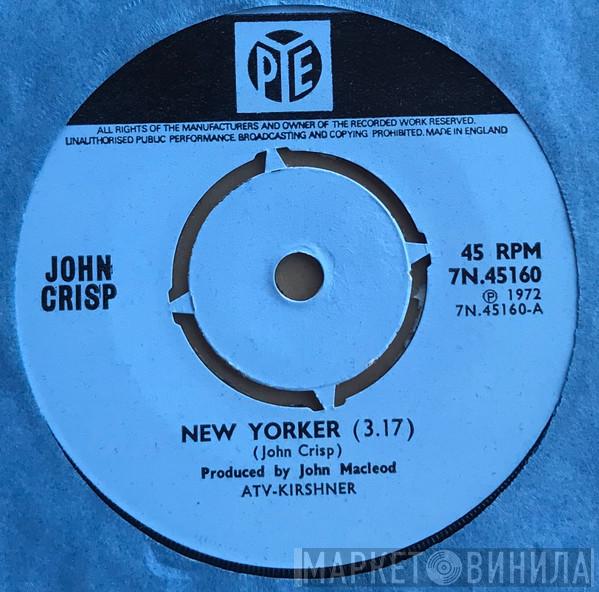 PYE
ALL RIGHTS OF THE MANUFACTURERS AND OWNER OF THE RECORDED WORK RESERVED.
UNAUTHORISED PUBLIC PERFORMANCE, BROADCASTING AND COPYING PROHIBITED. MADE IN ENGLAND
JOHN
CRISP
45 RPM
7N.45160
Ⓟ 1972
7N.45160-A
NEW YORKER (3.17)
(John Crisp)
Produced by John Macleod
ATV-KIRSHNER
МАРКЕТОВИНИЛА